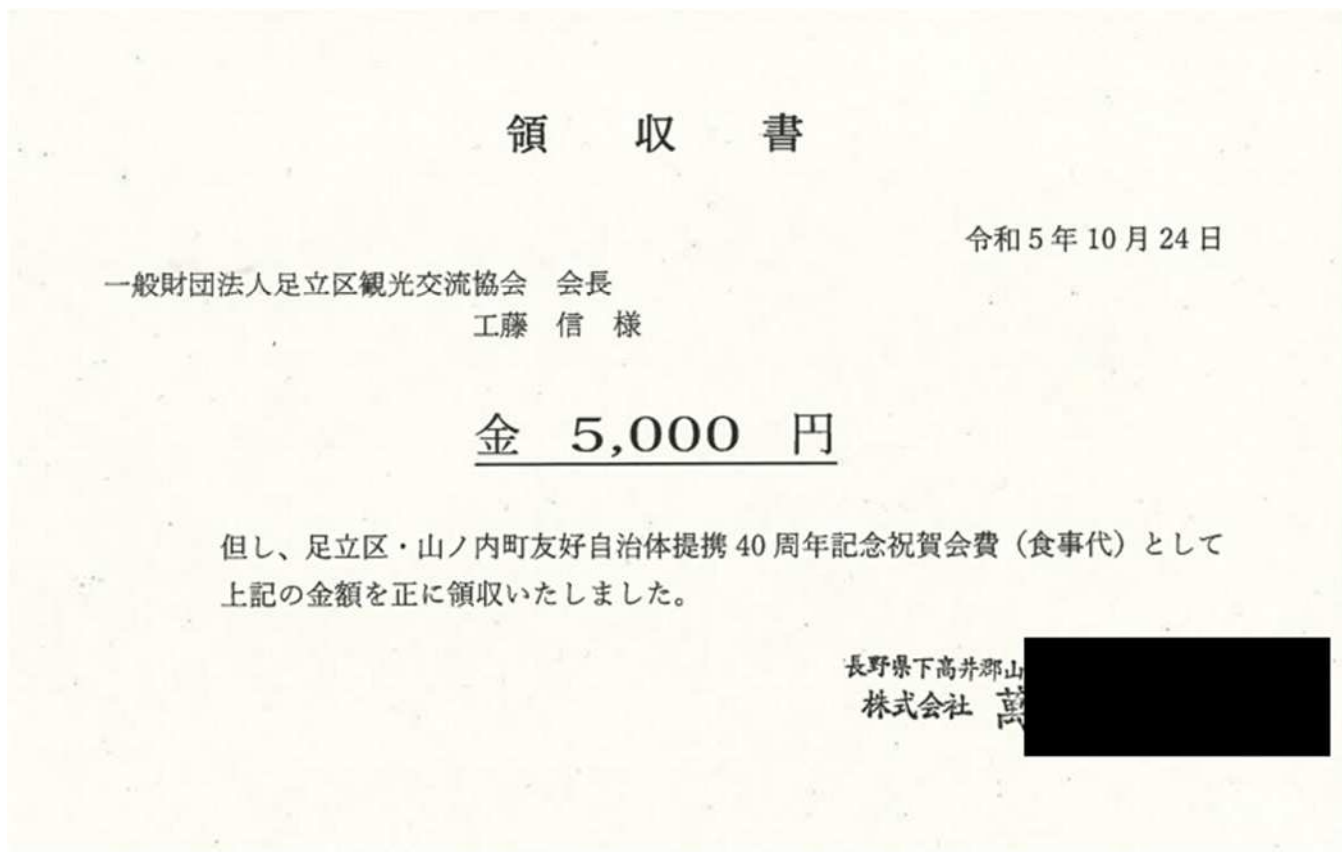 領収書
令和5年10月24日
一般財団法人足立区観光交流協会 会長
工藤 信 様
金 5,000 円
但し、足立区・山ノ内町友好自治体提携 40 周年記念祝賀会費（食事代）として
上記の金額を正に領収いたしました。
長野県下高井郡山
株式会社